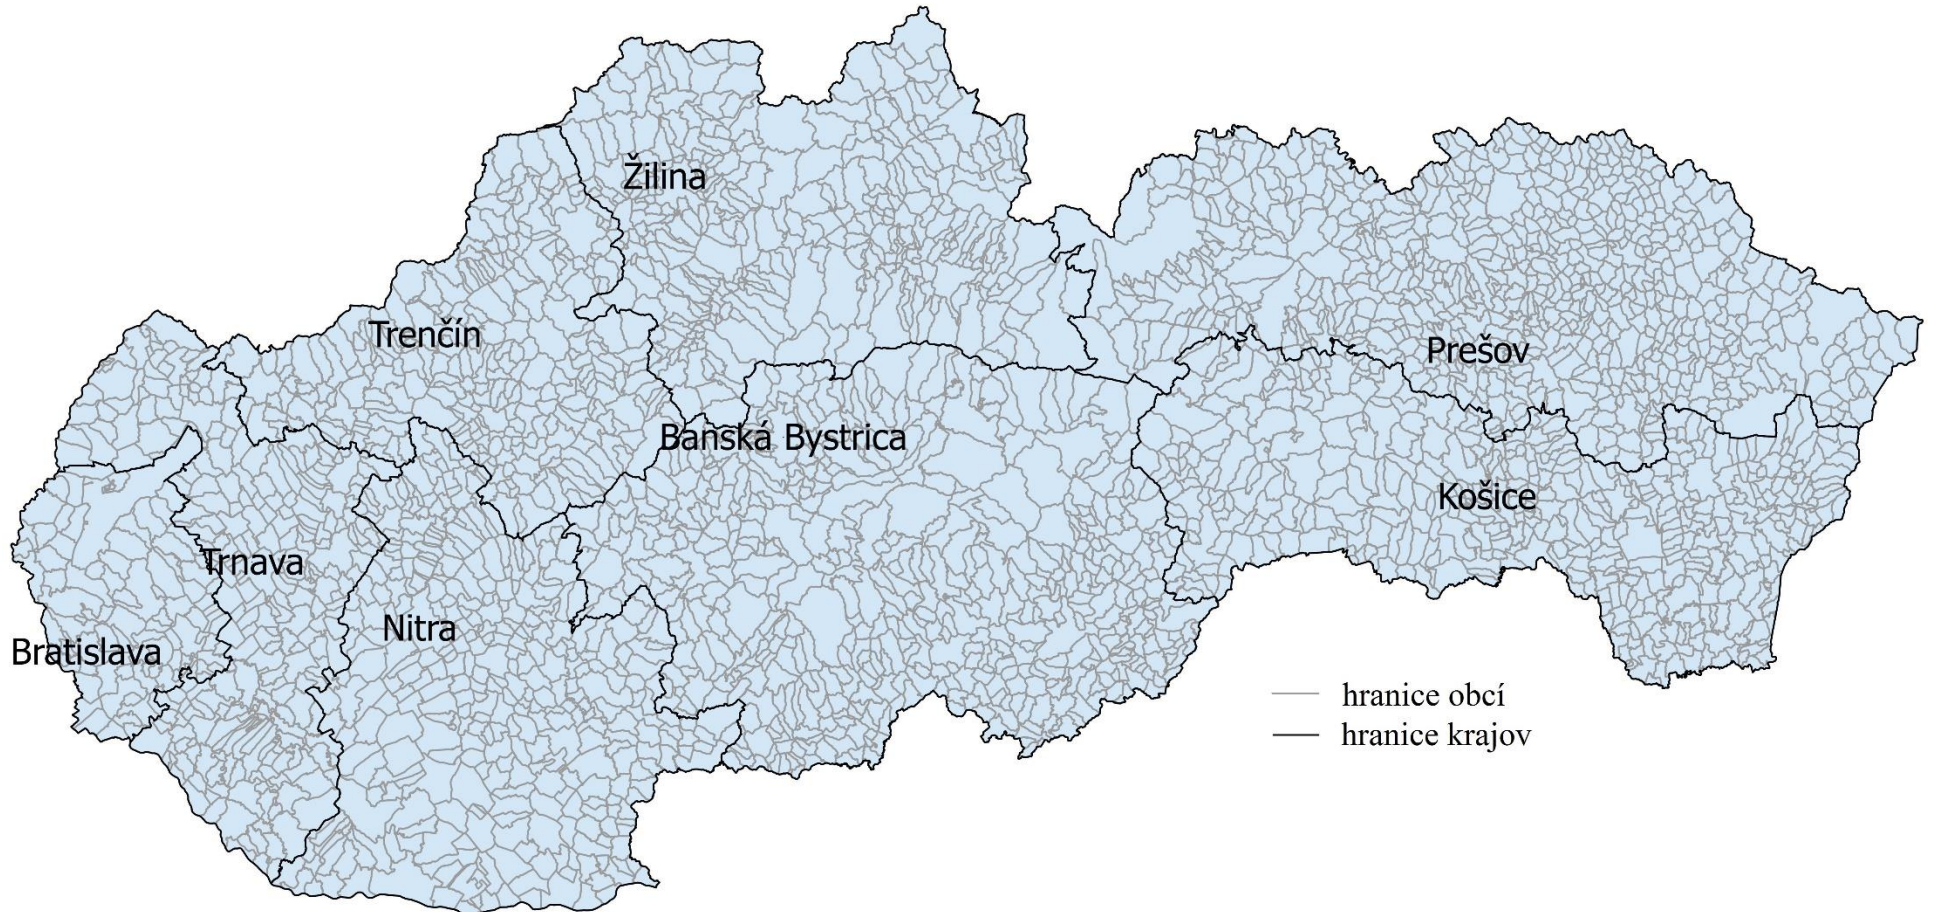 Žilina
Trenčín
Prešov
Banská Bystrica
Košice
Trnava
Nitra
Bratislava
hranice obcí
hranice krajov